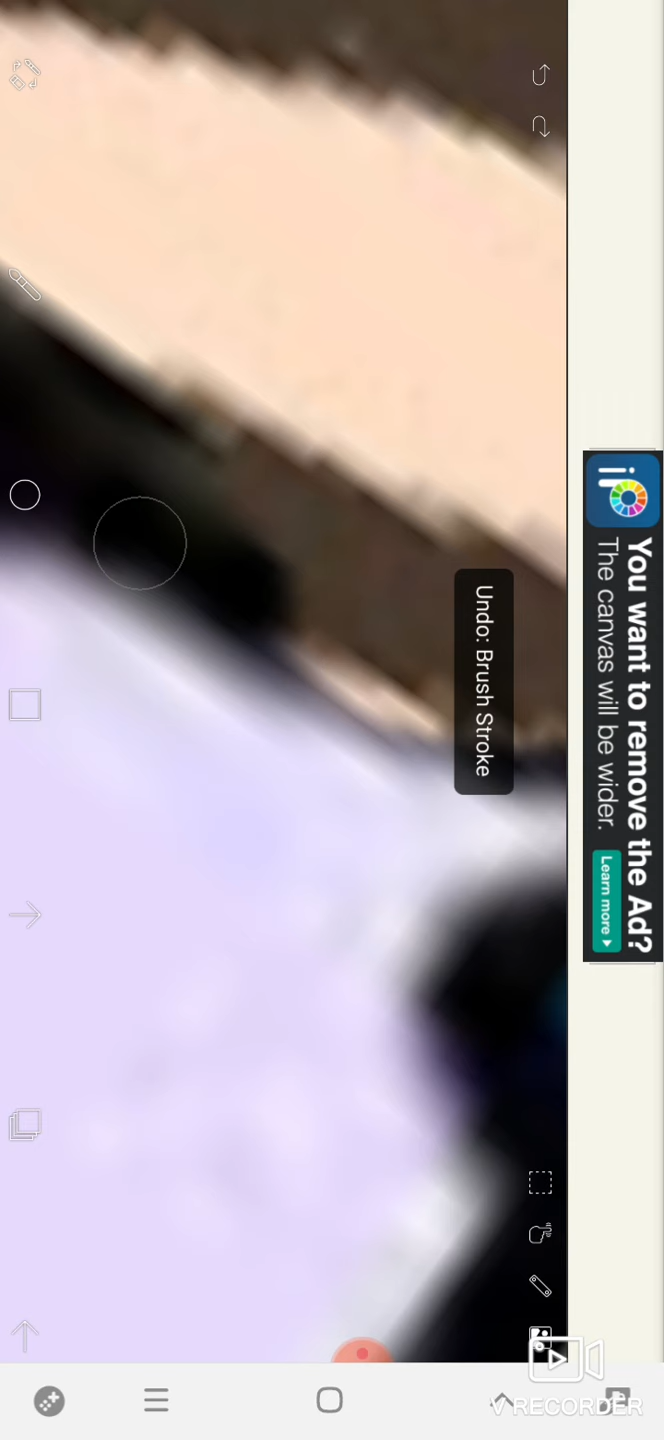 You want to remove the Ad?
The canvas will be wider.
Learn more
Undo: Brush Stroke
V RECORDER